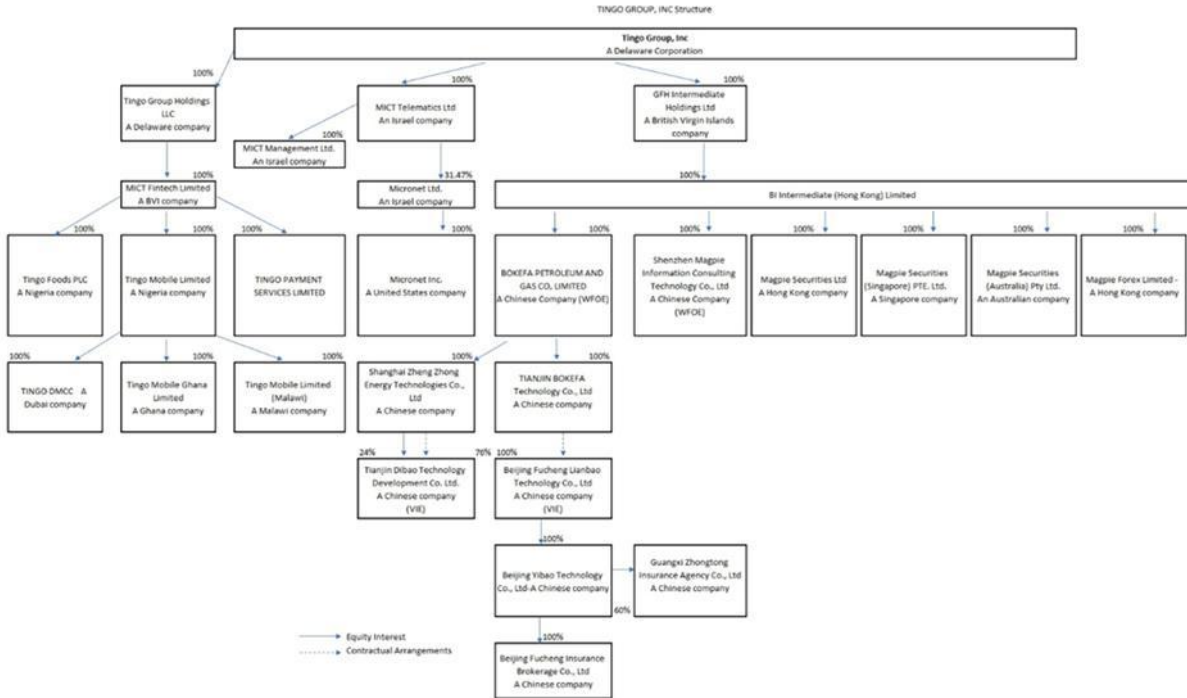 TINGO GROUP, INC Structure
Tingo Group, Inc
A Delaware Corporation
100%
100%
100%
Tingo Group Holdings
LLC
A Delaware company
MICT Telematics Ltd
An Israel company
GFH Intermediate
Holdings Ltd
A British Virgin Islands
company
100%
MICT Management Ltd.
An Israel company
100%
31.47%
100%
MICT Fintech Limited
A BVI company
Micronet Ltd.
An Israel company
BI Intermediate (Hong Kong) Limited
100%
100%
100%
100%
100%
100%
100%
100%
100%
100%
Tingo Foods PLC
A Nigeria company
Tingo Mobile Limited
A Nigeria company
TINGO PAYMENT
SERVICES LIMITED
Micronet Inc.
A United States company
BOKEFA PETROLEUM AND
GAS CO, LIMITED
A Chinese Company (WFOE)
Shenzhen Magpie
Information Consulting
Technology Co., Ltd
A Chinese Company
(WFOE)
Magpie Securities Ltd
A Hong Kong company
Magpie Securities
(Singapore) PTE. Ltd.
A Singapore company
Magpie Securities
(Australia) Pty Ltd.
An Australian company
Magpie Forex Limited -
A Hong Kong company
100%
100%
100%
100%
100%
TINGO DMCC A
Dubai company
Tingo Mobile Ghana
Limited
A Ghana company
Tingo Mobile Limited
(Malawi)
A Malawi company
Shanghai Zheng Zhong
Energy Technologies Co.,
Ltd
A Chinese company
TIANJIN BOKEFA
Technology Co., Ltd
A Chinese company
24%
76%
100%
Tianjin Dibao Technology
Development Co. Ltd.
A Chinese company
(VIE)
Beijing Fucheng Lianbao
Technology Co., Ltd
A Chinese company
(VIE)
100%
Beijing Yibao Technology
Co., Ltd-A Chinese company
Guangxi Zhongtong
Insurance Agency Co., Ltd
A Chinese company
60%
100%
Equity Interest
Contractual Arrangements
Beijing Fucheng Insurance
Brokerage Co., Ltd
A Chinese company